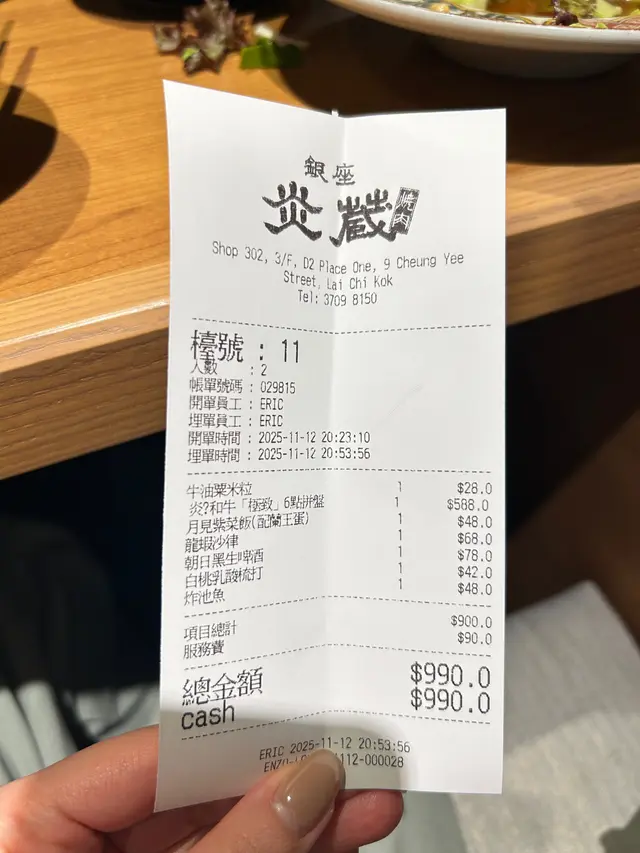 銀座
炎蔵 焼肉
Shop 302, 3/F, D2 Place One, 9 Cheung Yee
Street, Lai Chi Kok
Tel: 3709 8150
檯號 : 11
人數 : 2
帳單號碼 : 029815
開單員工 : ERIC
埋單員工 : ERIC
開單時間 : 2025-11-12 20:23:10
埋單時間 : 2025-11-12 20:53:56
牛油粟米粒 1 $28.0
炎?和牛「極致」6點拼盤 1 $588.0
月見紫菜飯(配蘭王蛋) 1 $48.0
龍蝦沙律 1 $68.0
朝日黑生啤酒 1 $78.0
白桃乳酸梳打 1 $42.0
炸池魚 1 $48.0
項目總計 $900.0
服務費 $90.0
總金額 $990.0
cash $990.0
ERIC 2025-11-12 20:53:56
112-000028